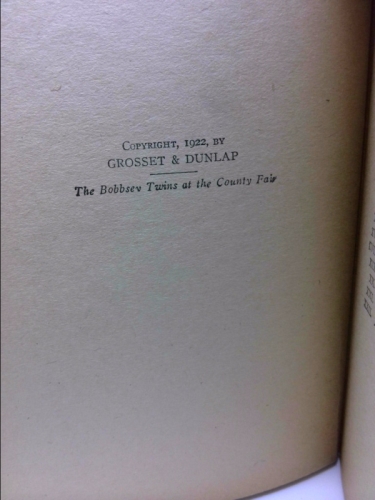 COPYRIGHT, 1922, BY
GROSSET & DUNLAP
The Bobbsey Twins at the County Fair